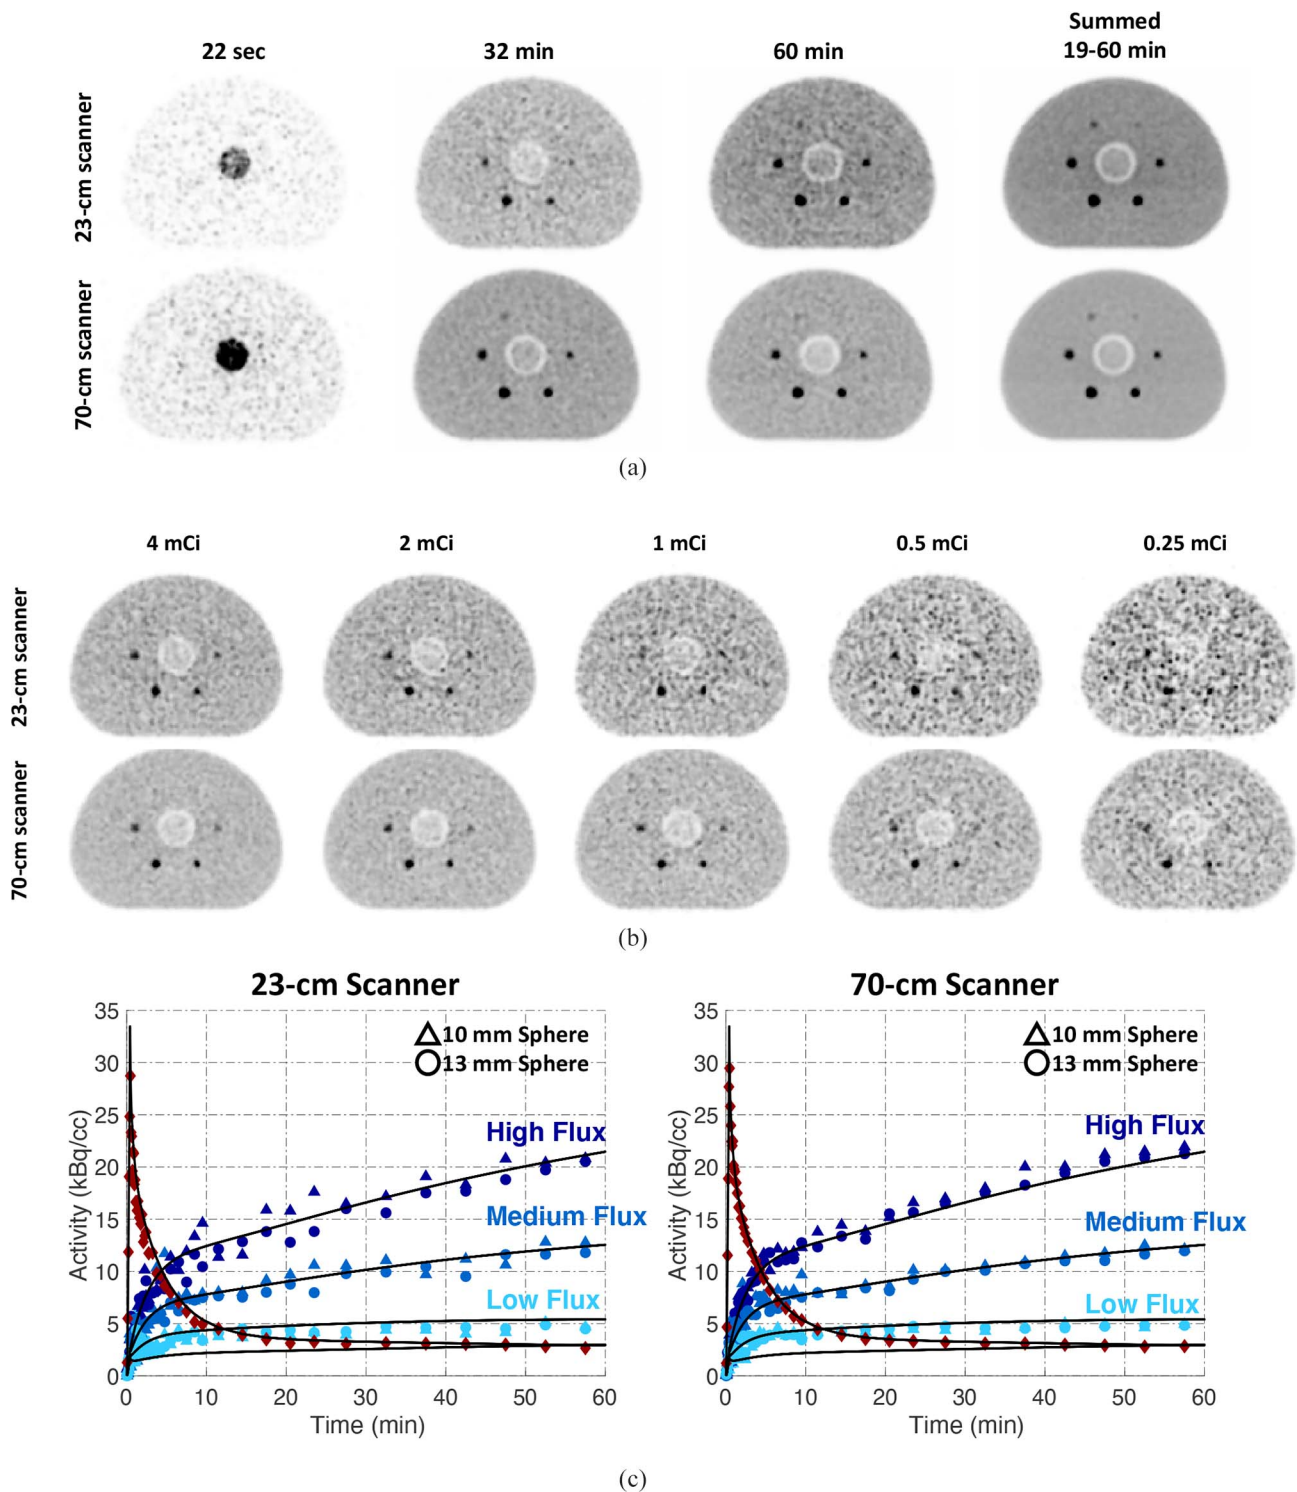 Summed
22 sec 32 min 60 min 19-60 min
23-cm scanner
70-cm scanner
(a)
4 mCi 2 mCi 1 mCi 0.5 mCi 0.25 mCi
23-cm scanner
70-cm scanner
(b)
23-cm Scanner
35
30
25
20
15
10
5
0
Activity (kBq/cc)
10 mm Sphere
13 mm Sphere
High Flux
Medium Flux
Low Flux
0 10 20 30 40 50 60
Time (min)
70-cm Scanner
35
30
25
20
15
10
5
0
Activity (kBq/cc)
10 mm Sphere
13 mm Sphere
High Flux
Medium Flux
Low Flux
0 10 20 30 40 50 60
Time (min)
(c)